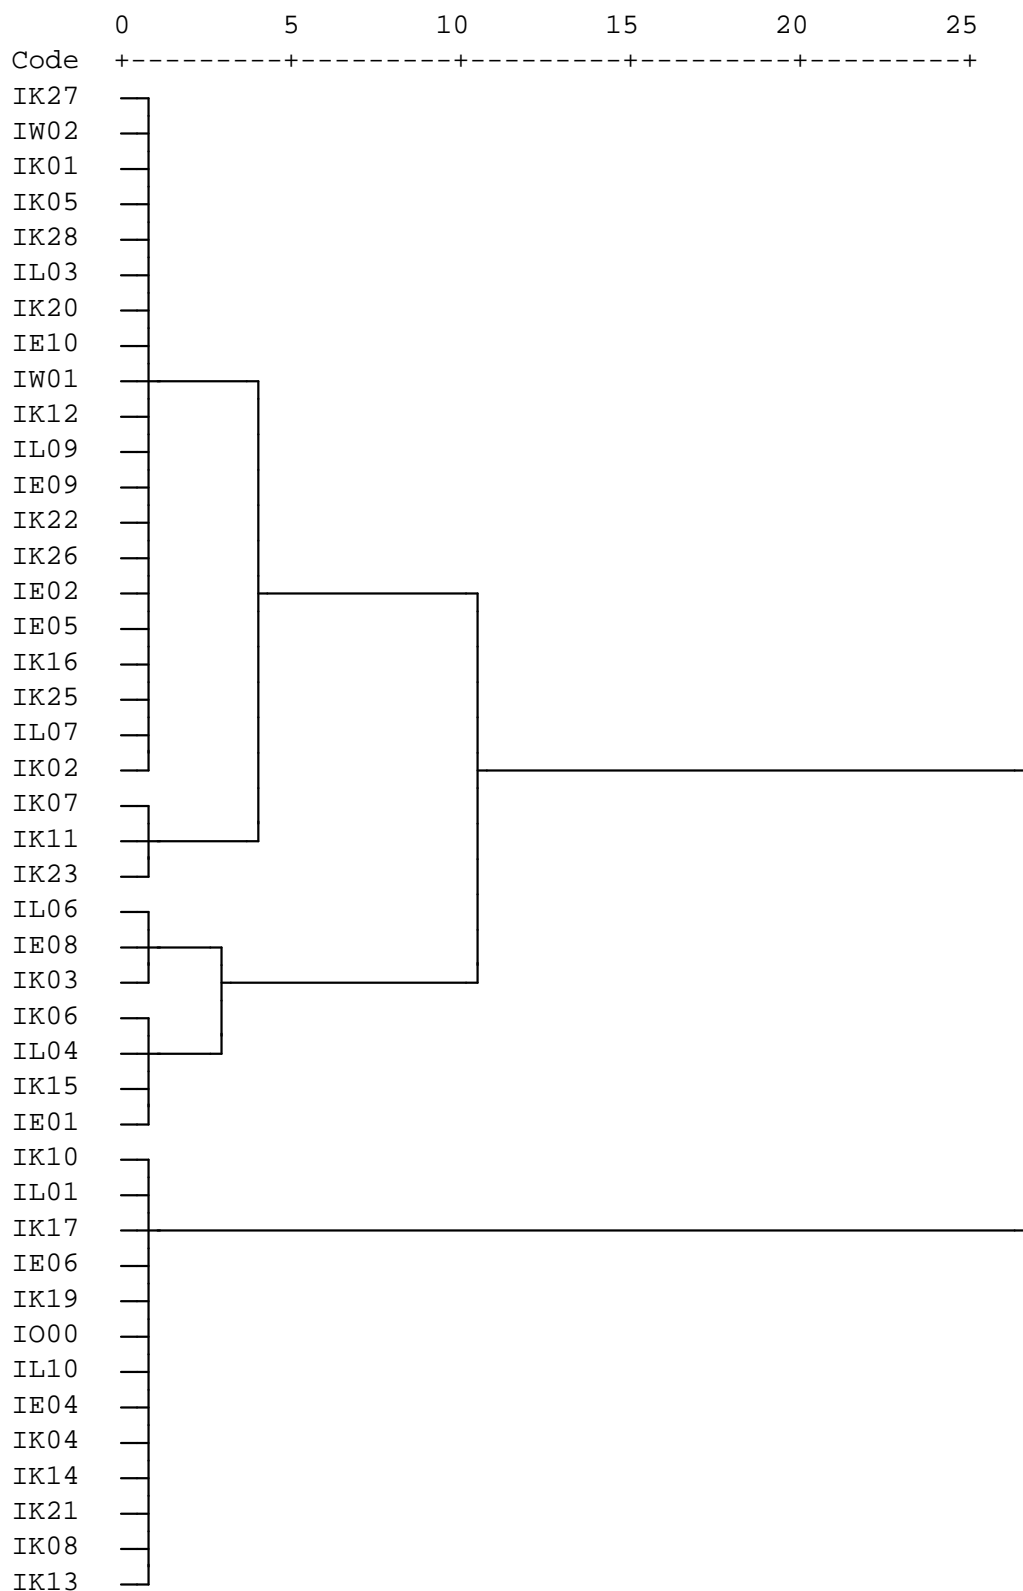 0 5 10 15 20 25
Code +---------+---------+---------+---------+---------+
IK27
IW02
IK01
IK05
IK28
IL03
IK20
IE10
IW01
IK12
IL09
IE09
IK22
IK26
IE02
IE05
IK16
IK25
IL07
IK02
IK07
IK11
IK23
IL06
IE08
IK03
IK06
IL04
IK15
IE01
IK10
IL01
IK17
IE06
IK19
IO00
IL10
IE04
IK04
IK14
IK21
IK08
IK13